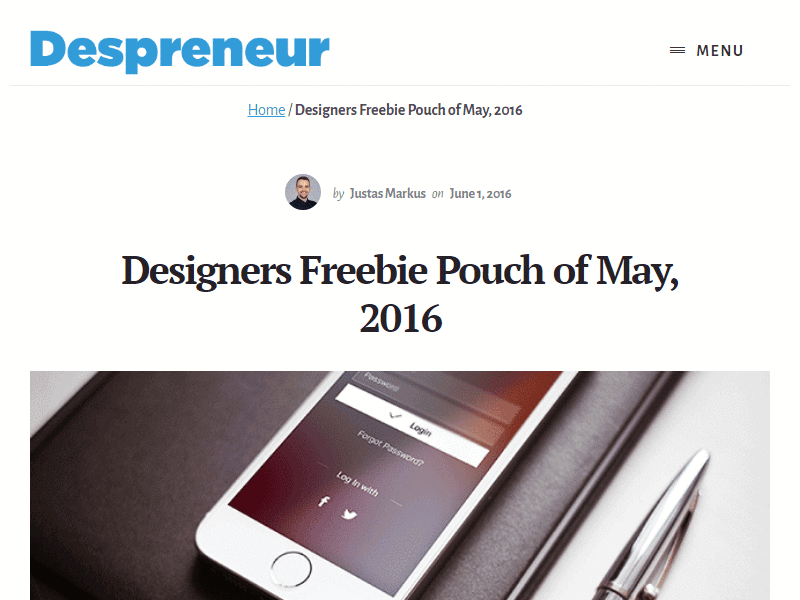 Despreneur
MENU
Home / Designers Freebie Pouch of May, 2016
by Justas Markus on June 1, 2016
Designers Freebie Pouch of May,
2016
Password
Login
Forgot Password?
Log In with